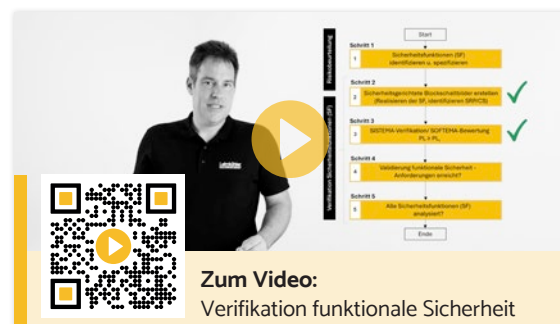 Start
Risikobeurteilung
Schritt 1
1
Sicherheitsfunktionen (SF)
identifizieren u. spezifizieren
Verifikation Sicherheitsfunktionen (SF)
Schritt 2
2
Sicherheitsgerichtete Blockschaltbilder erstellen
(Realisieren der SF, identifizieren SRP/CS)
Schritt 3
3
SISTEMA-Verifikation/ SOFTEMA-Bewertung
Schritt 4
4
Validierung funktionale Sicherheit -
Anforderungen erreicht?
Schritt 5
5
Alle Sicherheitsfunktionen (SF)
analysiert?
Ende
Zum Video:
Verifikation funktionale Sicherheit